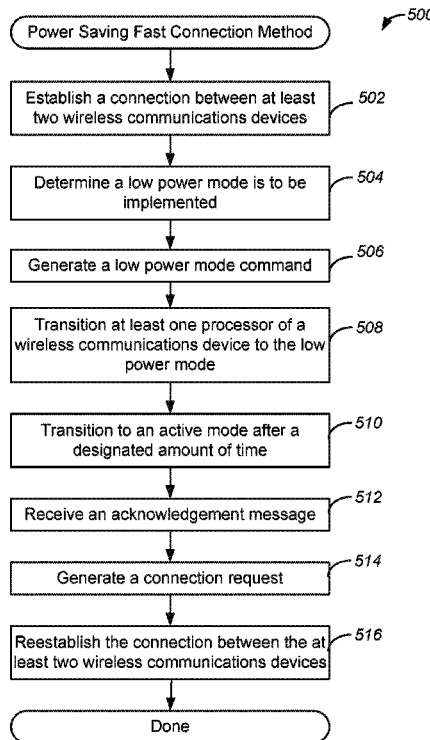 500
Power Saving Fast Connection Method
Establish a connection between at least
two wireless communications devices
502
Determine a low power mode is to be
implemented
504
Generate a low power mode command
506
Transition at least one processor of a
wireless communications device to the low
power mode
508
Transition to an active mode after a
designated amount of time
510
Receive an acknowledgement message
512
Generate a connection request
514
Reestablish the connection between the at
least two wireless communications devices
516
Done